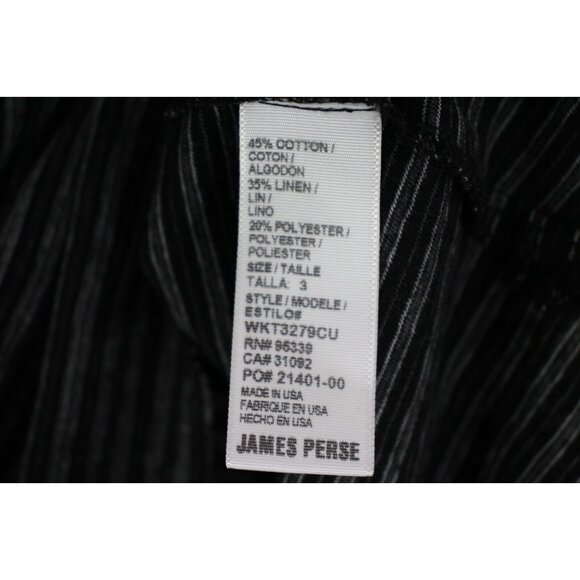 45% COTTON /
COTON /
ALGODON
35% LINEN /
LIN /
LINO
20% POLYESTER /
POLYESTER /
POLIESTER
SIZE / TAILLE
TALLA: 3
STYLE / MODELE /
ESTILO#
WKT3279CU
RN# 95339
CA# 31092
PO# 21401-00
MADE IN USA
FABRIQUE EN USA
HECHO EN USA
JAMES PERSE